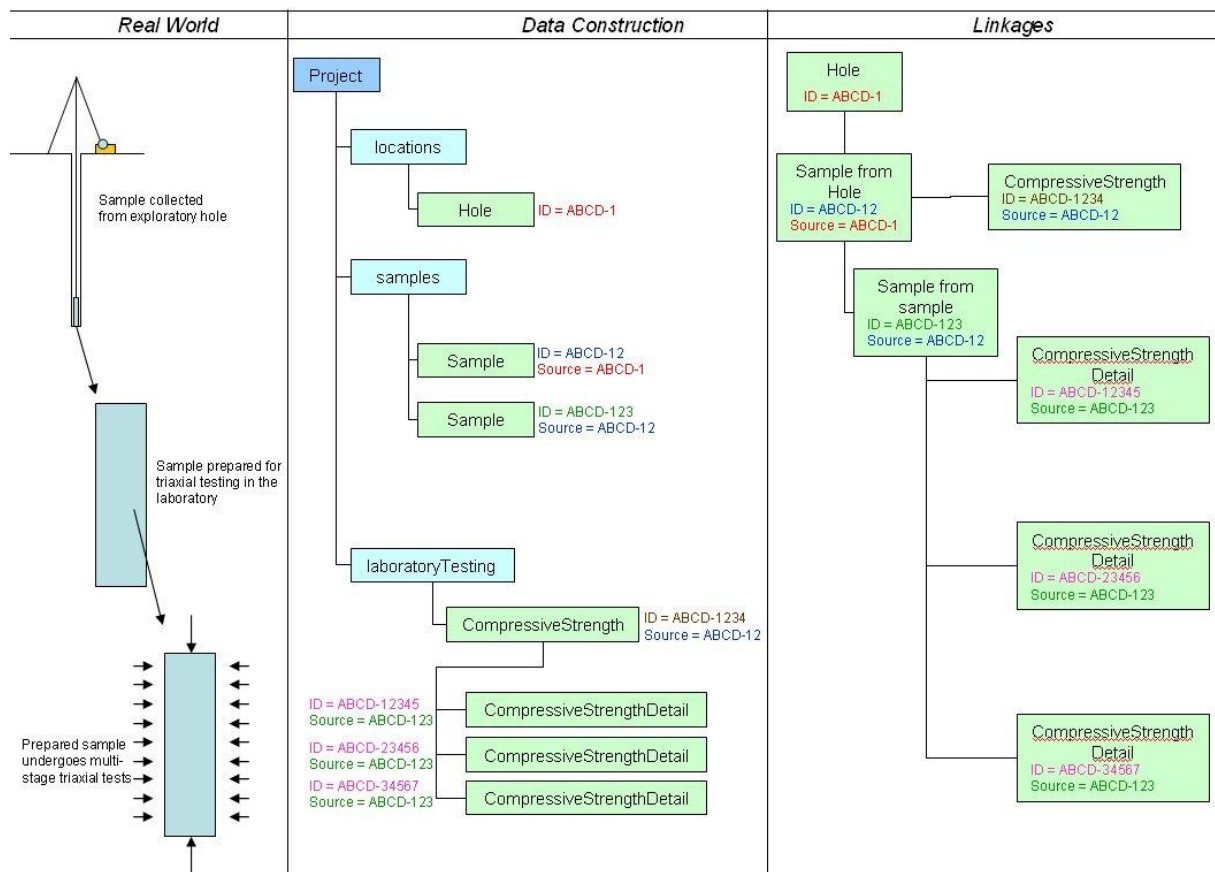 Real World
Data Construction
Linkages
Sample collected
from exploratory hole
Sample prepared for
triaxial testing in the
laboratory
Prepared sample
undergoes multi-
stage triaxial tests
Project
locations
Hole
ID = ABCD-1
samples
Sample
ID = ABCD-12
Source = ABCD-1
Sample
ID = ABCD-123
Source = ABCD-12
laboratoryTesting
CompressiveStrength
ID = ABCD-1234
Source = ABCD-12
ID = ABCD-12345
Source = ABCD-123
CompressiveStrengthDetail
ID = ABCD-23456
Source = ABCD-123
CompressiveStrengthDetail
ID = ABCD-34567
Source = ABCD-123
CompressiveStrengthDetail
Hole
ID = ABCD-1
Sample from
Hole
ID = ABCD-12
Source = ABCD-1
CompressiveStrength
ID = ABCD-1234
Source = ABCD-12
Sample from
sample
ID = ABCD-123
Source = ABCD-12
CompressiveStrength
Detail
ID = ABCD-12345
Source = ABCD-123
CompressiveStrength
Detail
ID = ABCD-23456
Source = ABCD-123
CompressiveStrength
Detail
ID = ABCD-34567
Source = ABCD-123